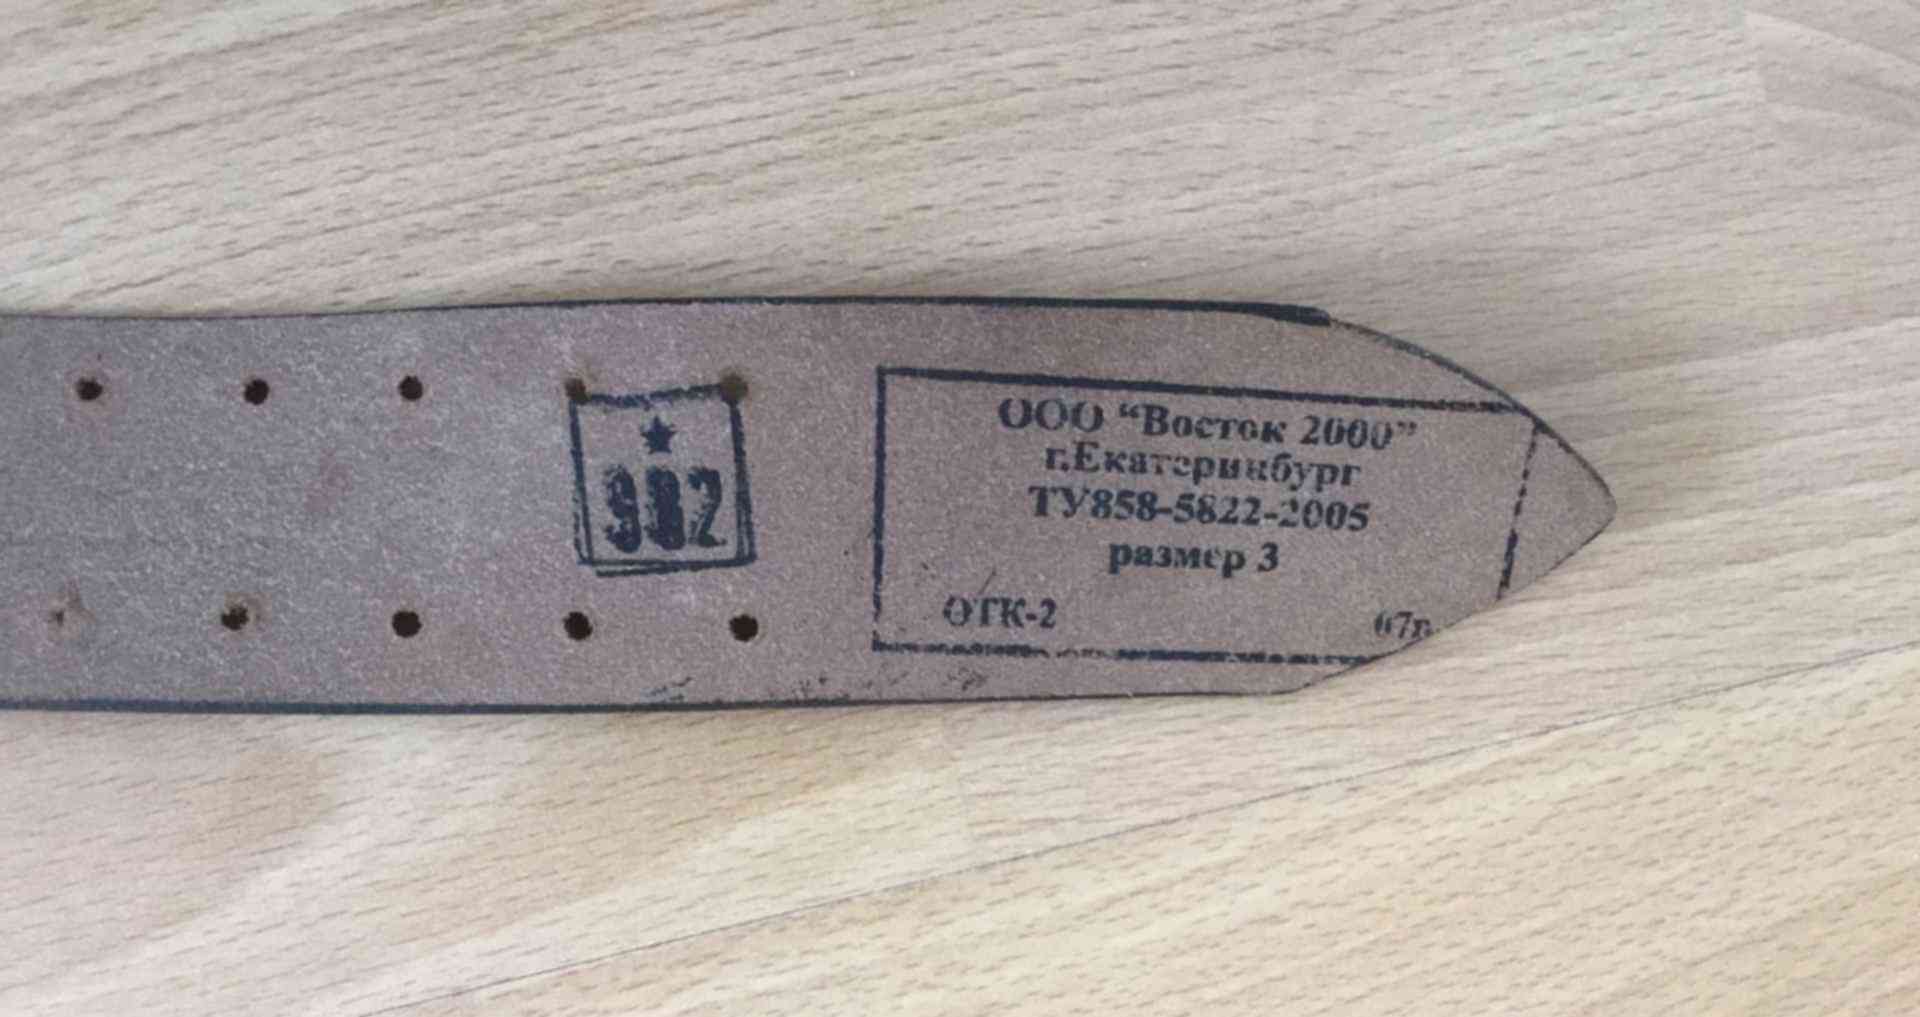 ★
982
ООО “Восток 2000”
г.Екатеринбург
ТУ858-5822-2005
размер 3
ОТК-2